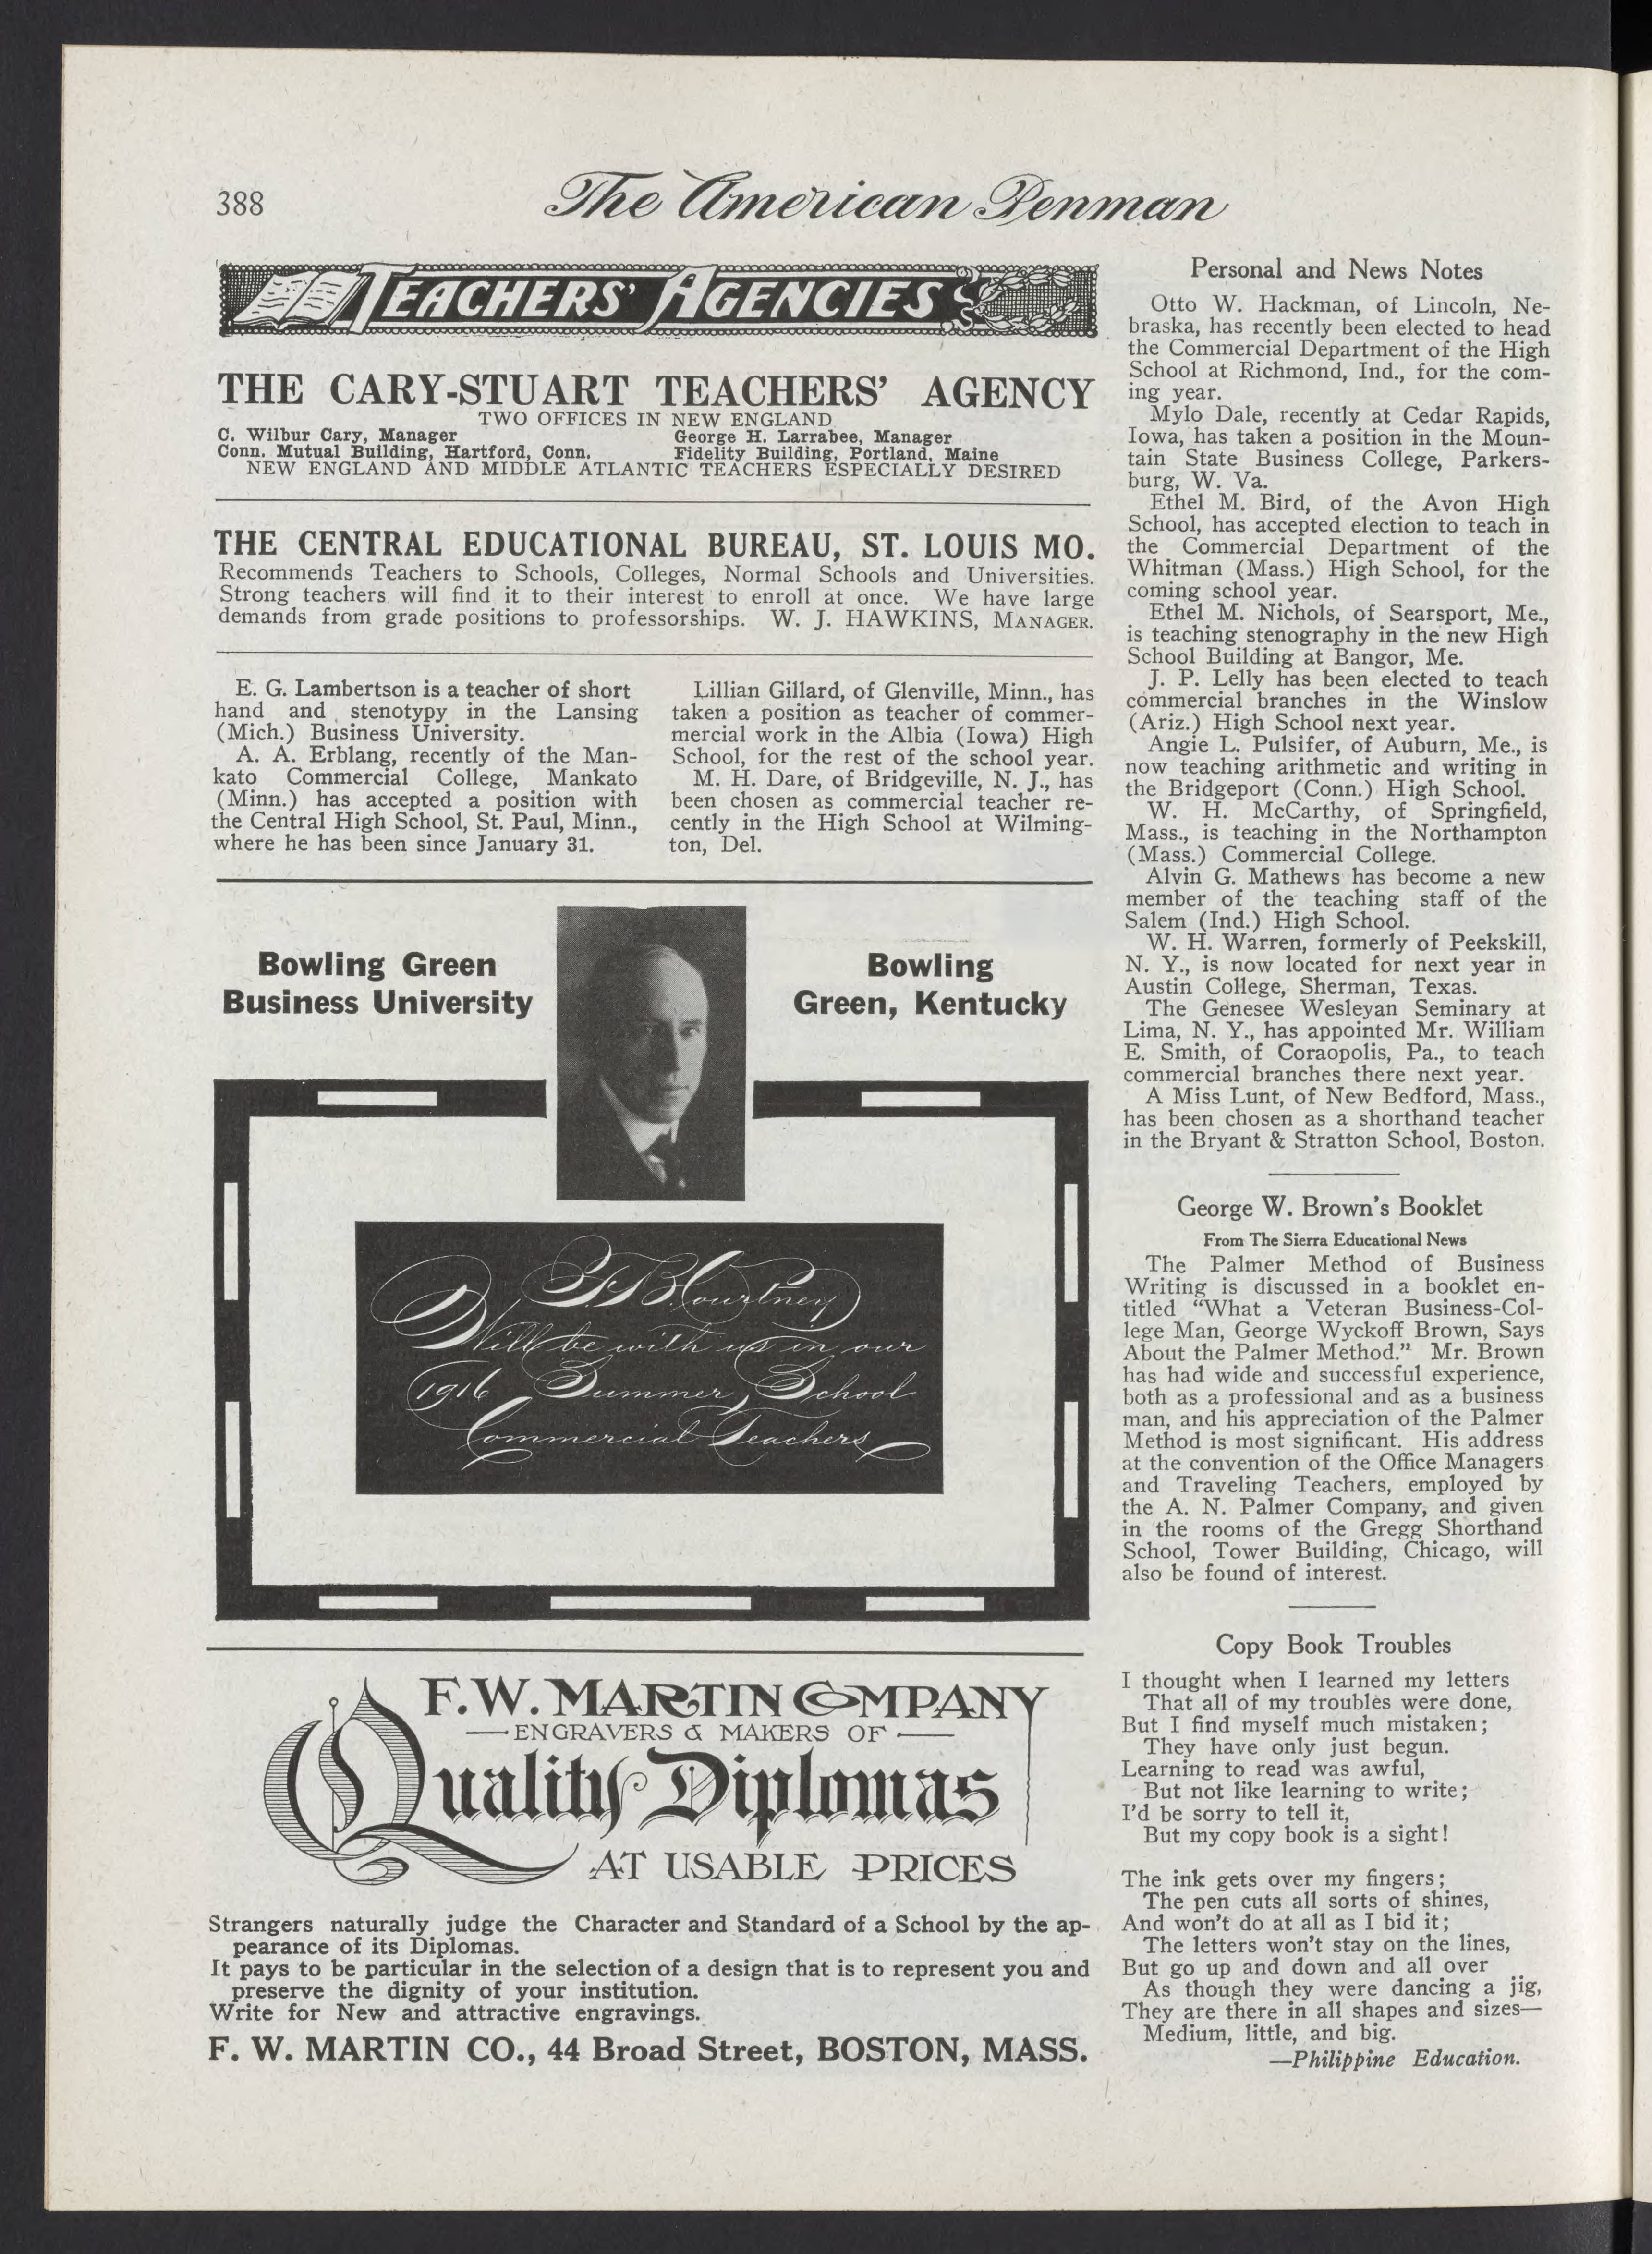 388
The American Penman
TEACHERS' AGENCIES
THE CARY-STUART TEACHERS' AGENCY
TWO OFFICES IN NEW ENGLAND
C. Wilbur Cary, Manager
Conn. Mutual Building, Hartford, Conn.
George H. Larrabee, Manager
Fidelity Building, Portland, Maine
NEW ENGLAND AND MIDDLE ATLANTIC TEACHERS ESPECIALLY DESIRED
THE CENTRAL EDUCATIONAL BUREAU, ST. LOUIS MO.
Recommends Teachers to Schools, Colleges, Normal Schools and Universities.
Strong teachers will find it to their interest to enroll at once. We have large
demands from grade positions to professorships. W. J. HAWKINS, MANAGER.
E. G. Lambertson is a teacher of short
hand and stenotypy in the Lansing
(Mich.) Business University.
A. A. Erblang, recently of the Man-
kato Commercial College, Mankato
(Minn.) has accepted a position with
the Central High School, St. Paul, Minn.,
where he has been since January 31.
Lillian Gillard, of Glenville, Minn., has
taken a position as teacher of commer-
mercial work in the Albia (Iowa) High
School, for the rest of the school year.
M. H. Dare, of Bridgeville, N. J., has
been chosen as commercial teacher re-
cently in the High School at Wilming-
ton, Del.
Bowling Green
Business University
Bowling
Green, Kentucky
F. B. Courtney
Will be with us in our
1916 Summer School
Commercial Teachers
F. W. MARTIN COMPANY
ENGRAVERS & MAKERS OF
Quality Diplomas
AT USABLE PRICES
Strangers naturally judge the Character and Standard of a School by the ap-
pearance of its Diplomas.
It pays to be particular in the selection of a design that is to represent you and
preserve the dignity of your institution.
Write for New and attractive engravings.
F. W. MARTIN CO., 44 Broad Street, BOSTON, MASS.
Personal and News Notes
Otto W. Hackman, of Lincoln, Ne-
braska, has recently been elected to head
the Commercial Department of the High
School at Richmond, Ind., for the com-
ing year.
Mylo Dale, recently at Cedar Rapids,
Iowa, has taken a position in the Moun-
tain State Business College, Parkers-
burg, W. Va.
Ethel M. Bird, of the Avon High
School, has accepted election to teach in
the Commercial Department of the
Whitman (Mass.) High School, for the
coming school year.
Ethel M. Nichols, of Searsport, Me.,
is teaching stenography in the new High
School Building at Bangor, Me.
J. P. Lelly has been elected to teach
commercial branches in the Winslow
(Ariz.) High School next year.
Angie L. Pulsifer, of Auburn, Me., is
now teaching arithmetic and writing in
the Bridgeport (Conn.) High School.
W. H. McCarthy, of Springfield,
Mass., is teaching in the Northampton
(Mass.) Commercial College.
Alvin G. Mathews has become a new
member of the teaching staff of the
Salem (Ind.) High School.
W. H. Warren, formerly of Peekskill,
N. Y., is now located for next year in
Austin College, Sherman, Texas.
The Genesee Wesleyan Seminary at
Lima, N. Y., has appointed Mr. William
E. Smith, of Coraopolis, Pa., to teach
commercial branches there next year.
A Miss Lunt, of New Bedford, Mass.,
has been chosen as a shorthand teacher
in the Bryant & Stratton School, Boston.
George W. Brown's Booklet
From The Sierra Educational News
The Palmer Method of Business
Writing is discussed in a booklet en-
titled "What a Veteran Business-Col-
lege Man, George Wyckoff Brown, Says
About the Palmer Method." Mr. Brown
has had wide and successful experience,
both as a professional and as a business
man, and his appreciation of the Palmer
Method is most significant. His address
at the convention of the Office Managers
and Traveling Teachers, employed by
the A. N. Palmer Company, and given
in the rooms of the Gregg Shorthand
School, Tower Building, Chicago, will
also be found of interest.
Copy Book Troubles
I thought when I learned my letters
That all of my troubles were done,
But I find myself much mistaken;
They have only just begun.
Learning to read was awful,
But not like learning to write;
I'd be sorry to tell it,
But my copy book is a sight!
The ink gets over my fingers;
The pen cuts all sorts of shines,
And won't do at all as I bid it;
The letters won't stay on the lines,
But go up and down and all over
As though they were dancing a jig,
They are there in all shapes and sizes—
Medium, little, and big.
—Philippine Education.